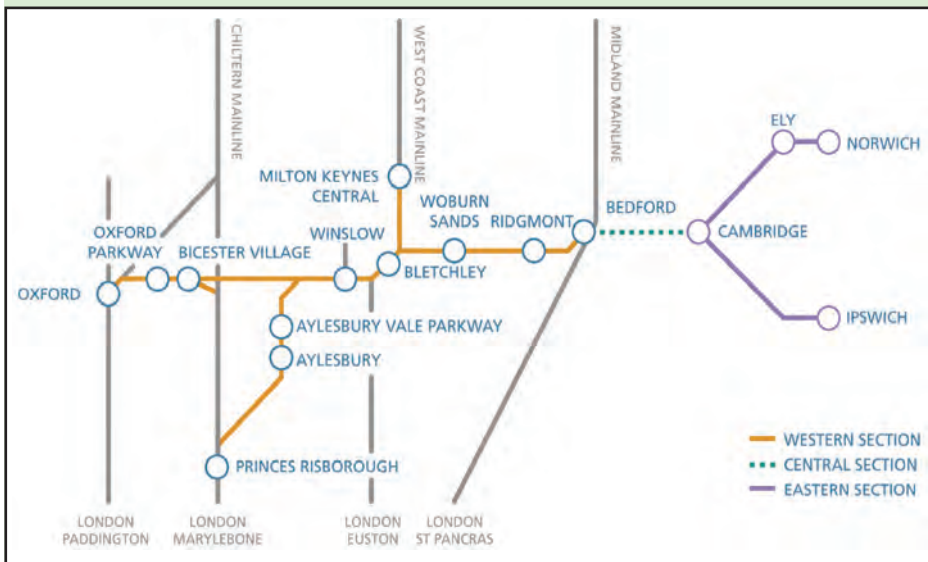 CHILTERN MAINLINE
WEST COAST MAINLINE
MIDLAND MAINLINE
ELY
NORWICH
MILTON KEYNES
CENTRAL
WOBURN
SANDS
RIDGMONT
BEDFORD
CAMBRIDGE
OXFORD
PARKWAY
BICESTER VILLAGE
WINSLOW
BLETCHLEY
OXFORD
IPSWICH
AYLESBURY VALE PARKWAY
AYLESBURY
PRINCES RISBOROUGH
WESTERN SECTION
CENTRAL SECTION
EASTERN SECTION
LONDON
PADDINGTON
LONDON
MARYLEBONE
LONDON
EUSTON
LONDON
ST PANCRAS